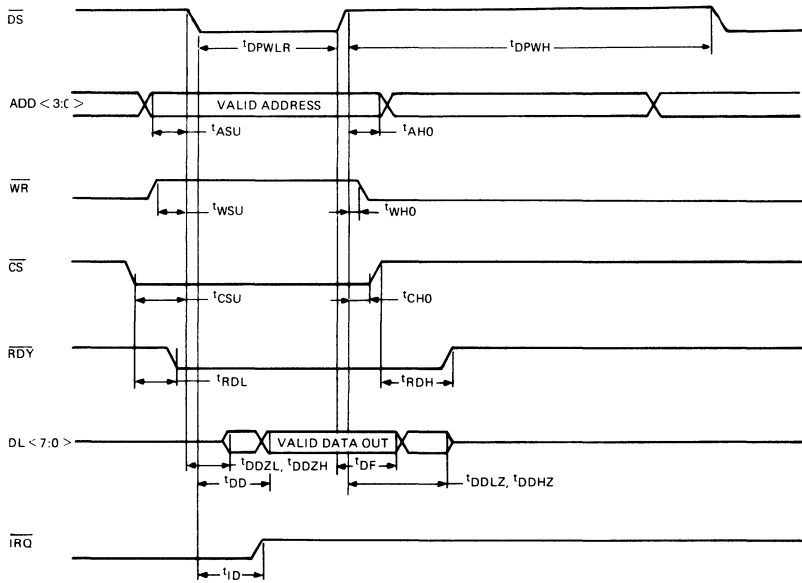 DS
tDPWLR
tDPWH
ADD < 3:0 >
VALID ADDRESS
tASU
tAH0
WR
tWSU
tWH0
CS
tCSU
tCH0
RDY
tRDL
tRDH
DL < 7:0 >
VALID DATA OUT
tDDZL, tDDZH
tDF
tDD
tDDLZ, tDDHZ
IRQ
tID